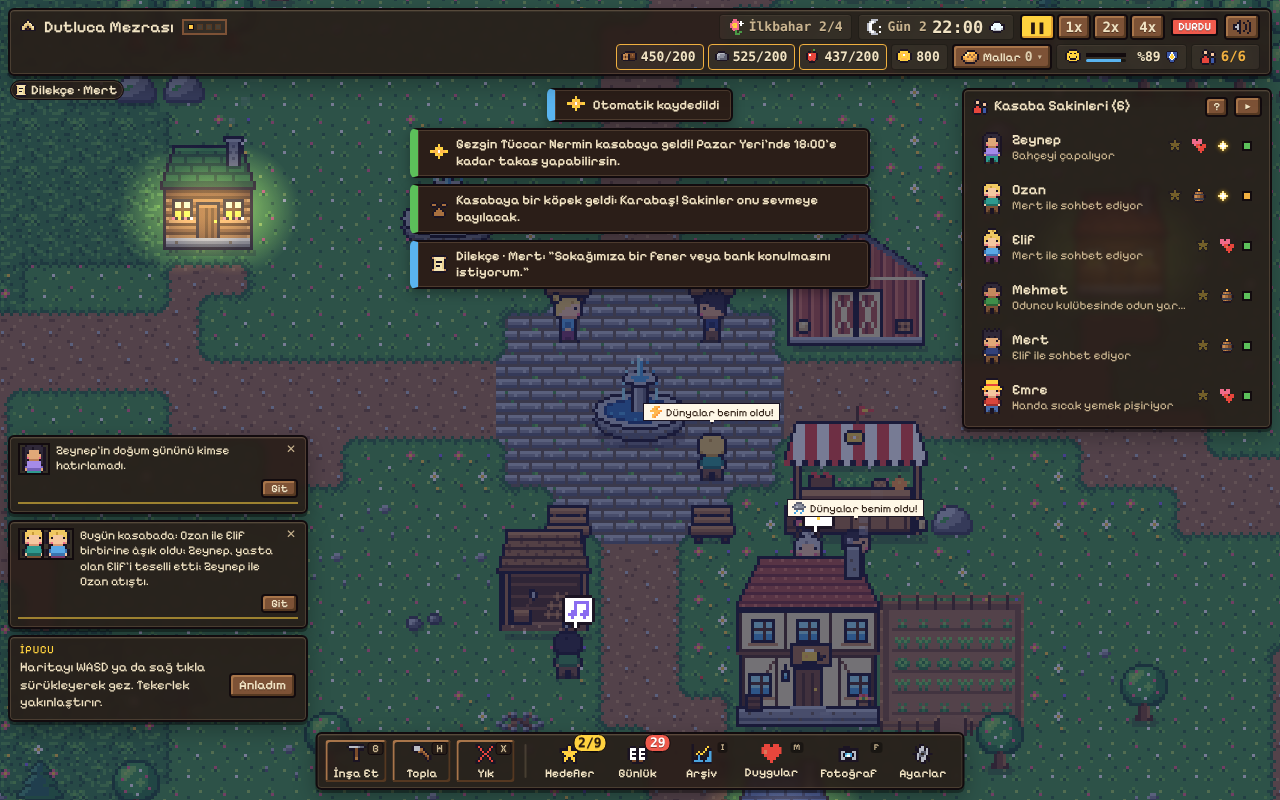 Dutluca Mezrası
İlkbahar 2/4
Gün 2 22:00
1x
2x
4x
DURDU
450/200
525/200
437/200
800
Mallar 0
%89
6/6
Dilekçe · Mert
Otomatik kaydedildi
Gezgin Tüccar Nermin kasabaya geldi! Pazar Yeri'nde 18:00'e
kadar takas yapabilirsin.
Kasabaya bir köpek geldi: Karabaş! Sakinler onu sevmeye
bayılacak.
Dilekçe · Mert: "Sokağımıza bir fener veya bank konulmasını
istiyorum."
Kasaba Sakinleri (6)
?
Zeynep
Bahçeyi çapalıyor
Ozan
Mert ile sohbet ediyor
Elif
Mert ile sohbet ediyor
Mehmet
Oduncu kulübesinde odun yar...
Mert
Elif ile sohbet ediyor
Emre
Handa sıcak yemek pişiriyor
Dünyalar benim oldu!
Dünyalar benim oldu!
Zeynep'in doğum gününü kimse
hatırlamadı.
Git
Bugün kasabada: Ozan ile Elif
birbirine âşık oldu; Zeynep, yasta
olan Elif'i teselli etti; Zeynep ile
Ozan atıştı.
Git
İPUCU
Haritayı WASD ya da sağ tıkla
sürükleyerek gez. Tekerlek
yakınlaştırır.
Anladım
İnşa Et
G
Topla
H
Yık
X
Hedefler
2/9
Günlük
29
Arşiv
I
Duygular
M
Fotoğraf
F
Ayarlar